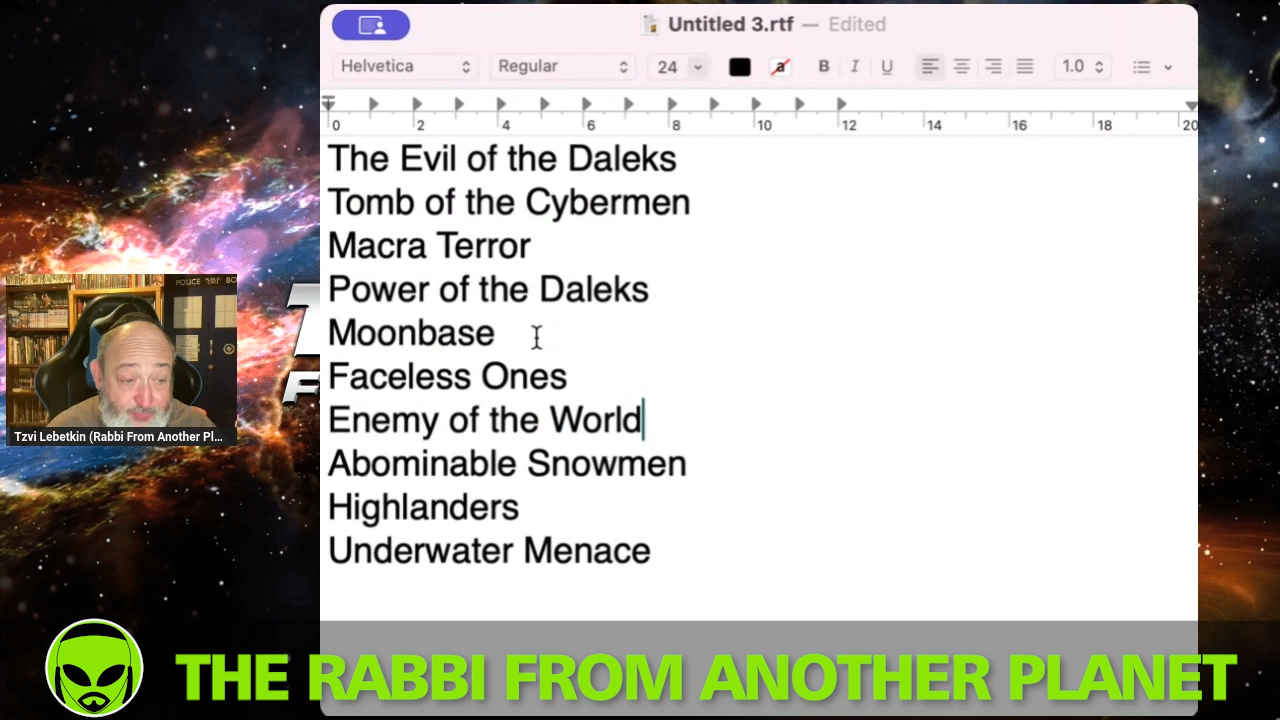 Untitled 3.rtf — Edited
Helvetica Regular 24 a B I U 1.0
0 2 4 6 8 10 12 14 16 18 20
The Evil of the Daleks
Tomb of the Cybermen
Macra Terror
Power of the Daleks
Moonbase
Faceless Ones
Enemy of the World
Abominable Snowmen
Highlanders
Underwater Menace
POLICE BO
Tzvi Lebetkin (Rabbi From Another Pl...
THE RABBI FROM ANOTHER PLANET